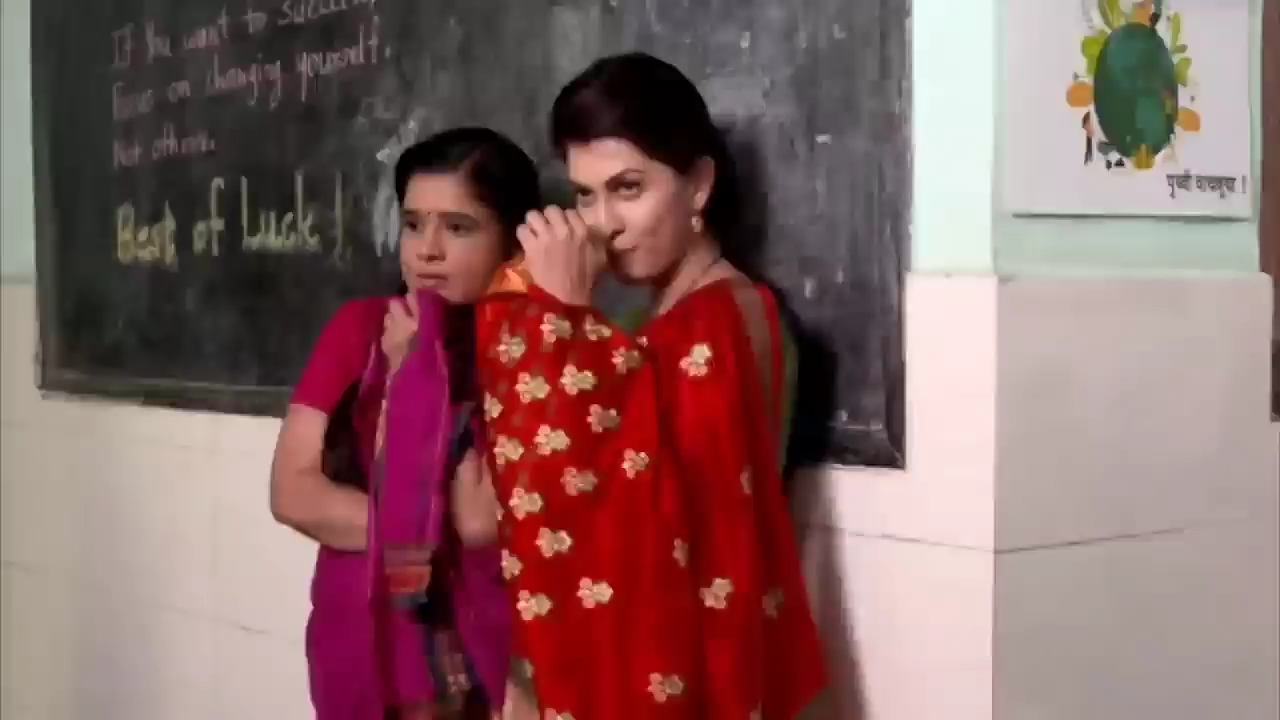 If You want to succeed,
Focus on changing yourself.
Not others.
Best of Luck !
पृथ्वी वाचवूया !